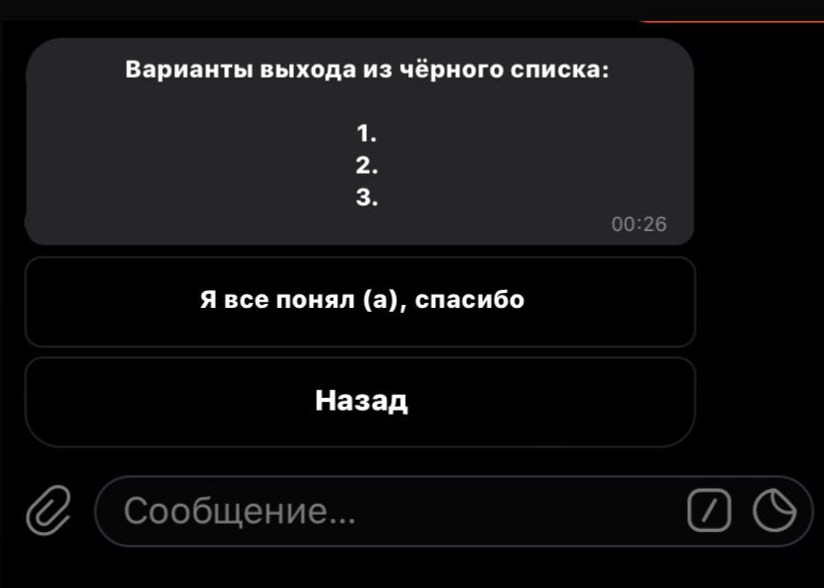 Варианты выхода из чёрного списка:
1.
2.
3.
00:26
Я все понял (а), спасибо
Назад
Сообщение...